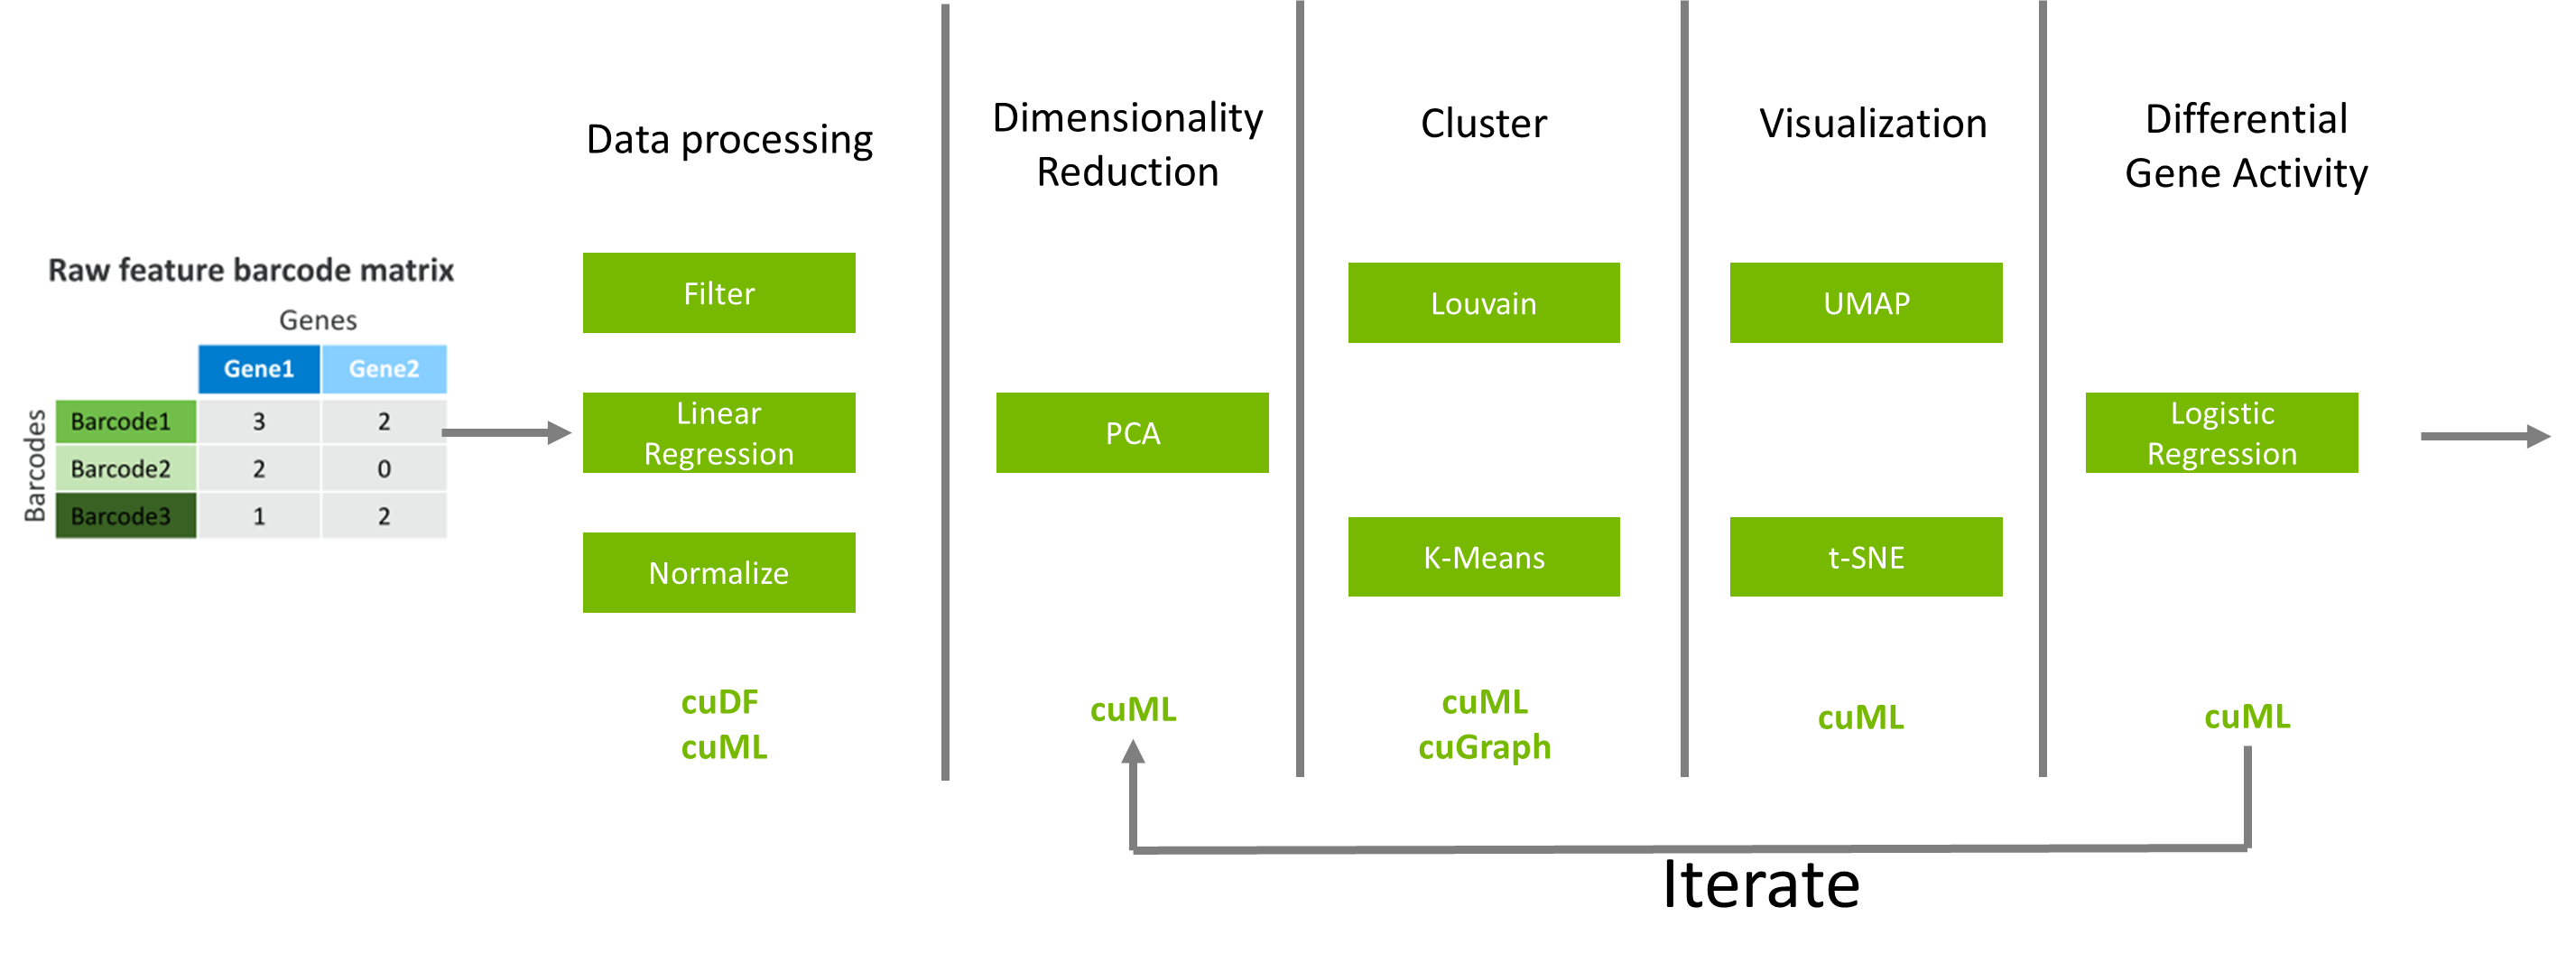 Raw feature barcode matrix
Genes
Gene1 Gene2
Barcodes
Barcode1 3 2
Barcode2 2 0
Barcode3 1 2
Data processing
Filter
Linear
Regression
Normalize
cuDF
cuML
Dimensionality
Reduction
PCA
cuML
Cluster
Louvain
K-Means
cuML
cuGraph
Visualization
UMAP
t-SNE
cuML
Differential
Gene Activity
Logistic
Regression
cuML
Iterate